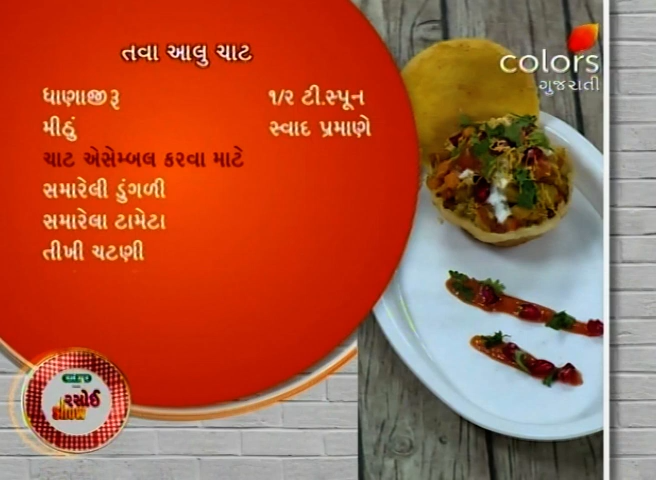 તવા આલુ ચાટ
colors
ગુજરાતી
ધાણાજીરૂ ૧/૨ ટી.સ્પૂન
મીઠું સ્વાદ પ્રમાણે
ચાટ એસેમ્બલ કરવા માટે
સમારેલી ડુંગળી
સમારેલા ટામેટા
તીખી ચટણી
રસોઈ